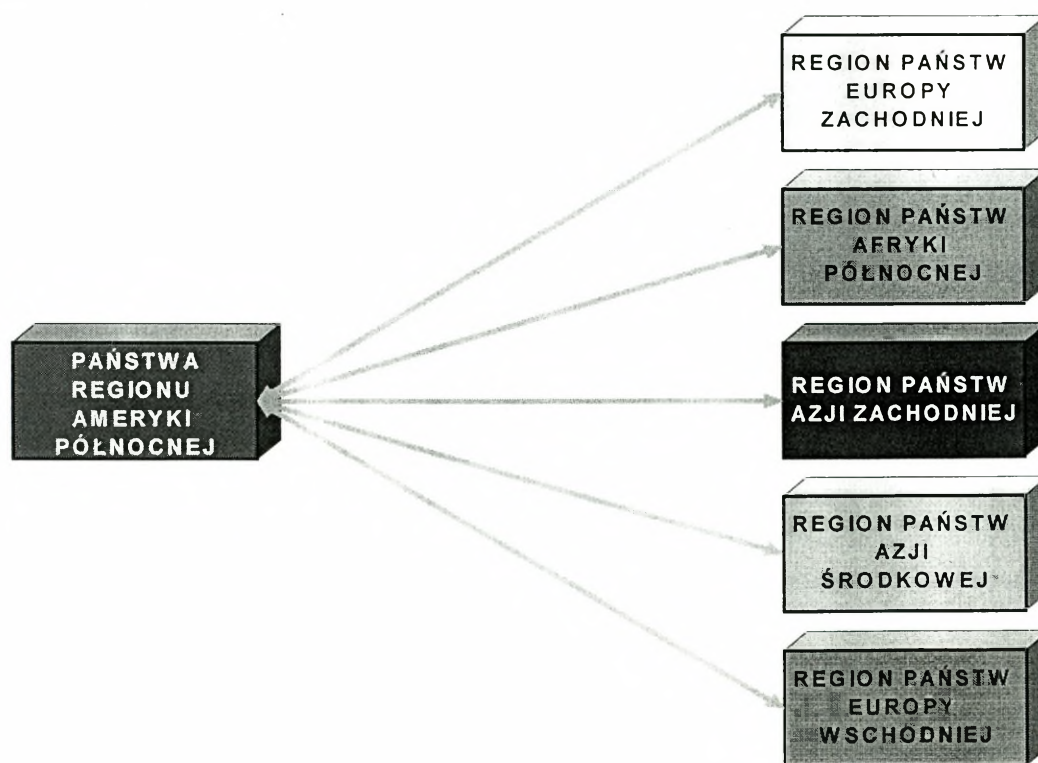 REGION PAŃSTW
EUROPY
ZACHODNIEJ
REGION PAŃSTW
AFRYKI
PÓŁNOCNEJ
PAŃSTWA
REGIONU
AMERYKI
PÓŁNOCNEJ
REGION PAŃSTW
AZJI ZACHODNIEJ
REGION PAŃSTW
AZJI
ŚRODKOWEJ
REGION PAŃSTW
EUROPY
WSCHODNIEJ